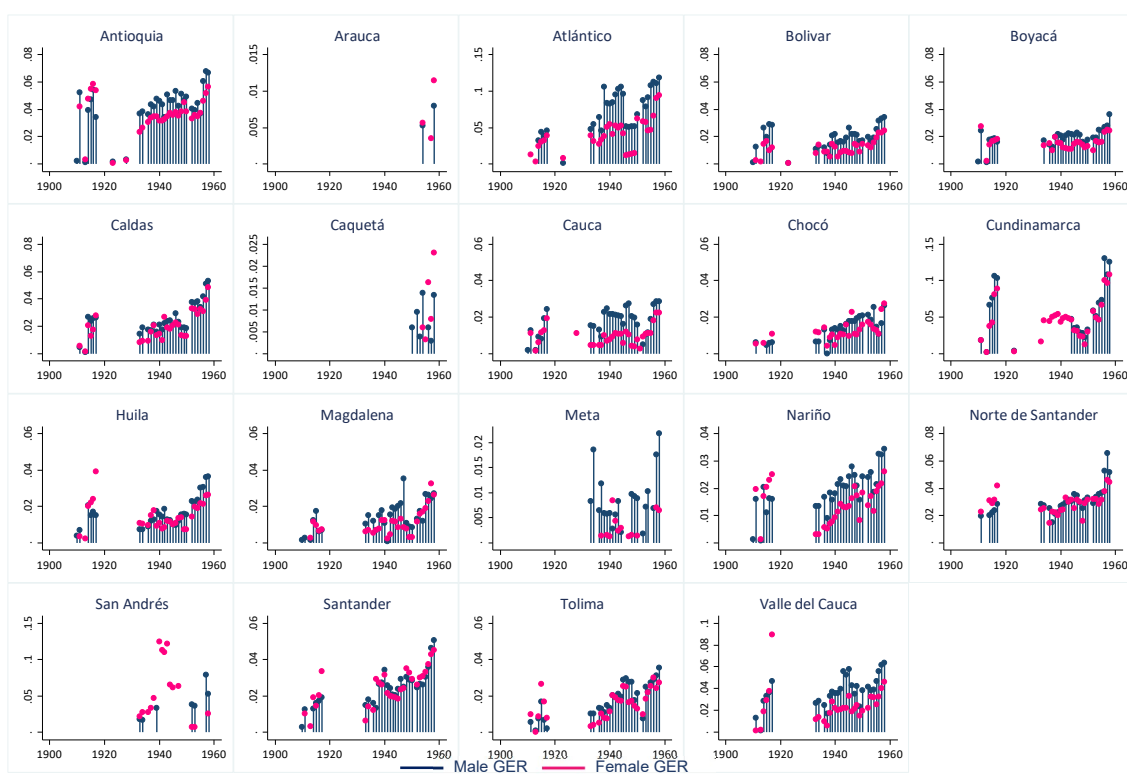 Antioquia
.08
.06
.04
.02
-
1900 1920 1940 1960
Arauca
.015
.01
.005
-
1900 1920 1940 1960
Atlántico
.15
.1
.05
-
1900 1920 1940 1960
Bolivar
.08
.06
.04
.02
-
1900 1920 1940 1960
Boyacá
.08
.06
.04
.02
-
1900 1920 1940 1960
Caldas
.08
.06
.04
.02
-
1900 1920 1940 1960
Caquetá
.025
.02
.015
.01
.005
-
1900 1920 1940 1960
Cauca
.06
.04
.02
-
1900 1920 1940 1960
Chocó
.06
.04
.02
-
1900 1920 1940 1960
Cundinamarca
.15
.1
.05
-
1900 1920 1940 1960
Huila
.06
.04
.02
-
1900 1920 1940 1960
Magdalena
.06
.04
.02
-
1900 1920 1940 1960
Meta
.02
.015
.01
.005
-
1900 1920 1940 1960
Nariño
.04
.03
.02
.01
-
1900 1920 1940 1960
Norte de Santander
.08
.06
.04
.02
-
1900 1920 1940 1960
San Andrés
.15
.1
.05
-
1900 1920 1940 1960
Santander
.06
.04
.02
-
1900 1920 1940 1960
Tolima
.06
.04
.02
-
1900 1920 1940 1960
Valle del Cauca
.1
.08
.06
.04
.02
-
1900 1920 1940 1960
Male GER Female GER